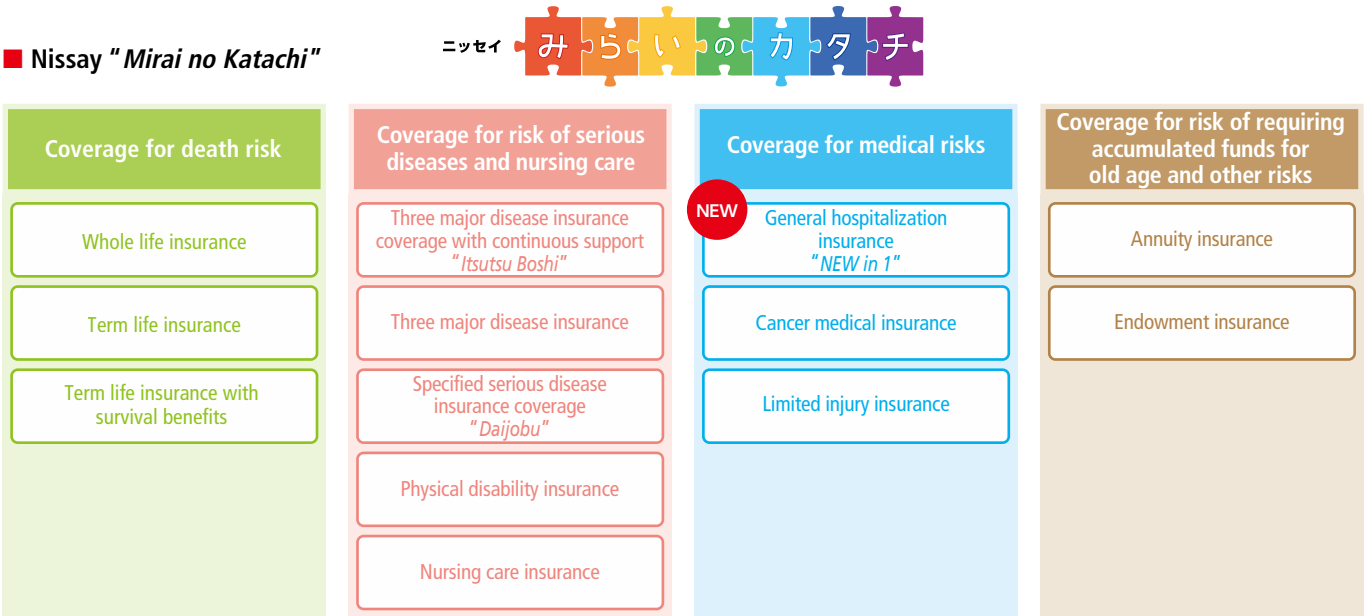 ■ Nissay "Mirai no Katachi"
ニッセイ みらいのカタチ
Coverage for death risk
Whole life insurance
Term life insurance
Term life insurance with
survival benefits
Coverage for risk of serious
diseases and nursing care
Three major disease insurance
coverage with continuous support
"Itsutsu Boshi"
Three major disease insurance
Specified serious disease
insurance coverage
"Daijobu"
Physical disability insurance
Nursing care insurance
Coverage for medical risks
NEW
General hospitalization
insurance
"NEW in 1"
Cancer medical insurance
Limited injury insurance
Coverage for risk of requiring
accumulated funds for
old age and other risks
Annuity insurance
Endowment insurance